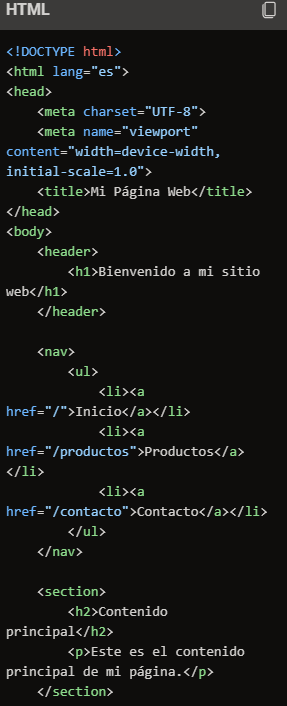 HTML
<!DOCTYPE html>
<html lang="es">
<head>
    <meta charset="UTF-8">
    <meta name="viewport"
content="width=device-width,
initial-scale=1.0">
    <title>Mi Página Web</title>
</head>
<body>
    <header>
        <h1>Bienvenido a mi sitio
web</h1>
    </header>

    <nav>
        <ul>
            <li><a
href="/">Inicio</a></li>
            <li><a
href="/productos">Productos</a>
</li>
            <li><a
href="/contacto">Contacto</a></li>
        </ul>
    </nav>

    <section>
        <h2>Contenido
principal</h2>
        <p>Este es el contenido
principal de mi página.</p>
    </section>